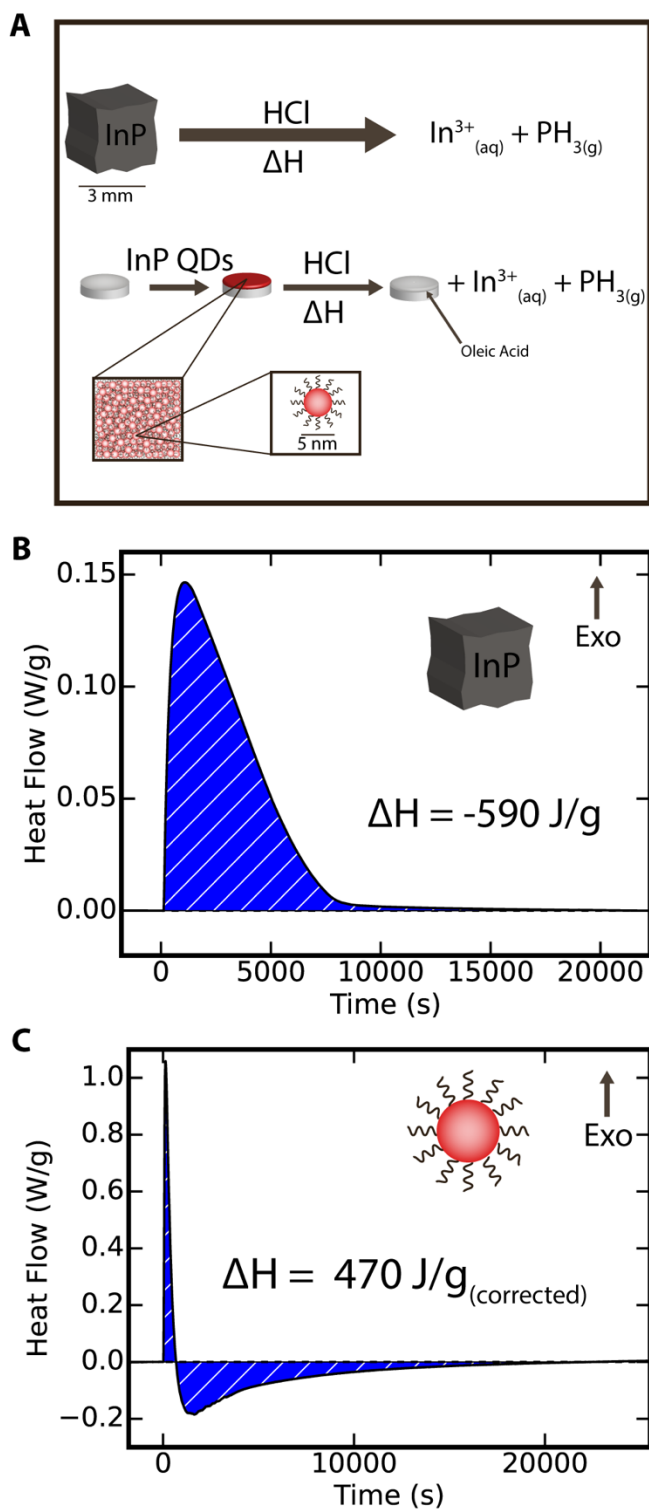 A
InP
HCl
ΔH
In³⁺(aq) + PH₃(g)
3 mm
InP QDs
HCl
ΔH
+ In³⁺(aq) + PH₃(g)
Oleic Acid
5 nm
B
Heat Flow (W/g)
0.15
0.10
0.05
0.00
InP
Exo
ΔH = -590 J/g
0
5000
10000
15000
20000
Time (s)
C
Heat Flow (W/g)
1.0
0.8
0.6
0.4
0.2
0.0
−0.2
Exo
ΔH = 470 J/g(corrected)
0
10000
20000
Time (s)